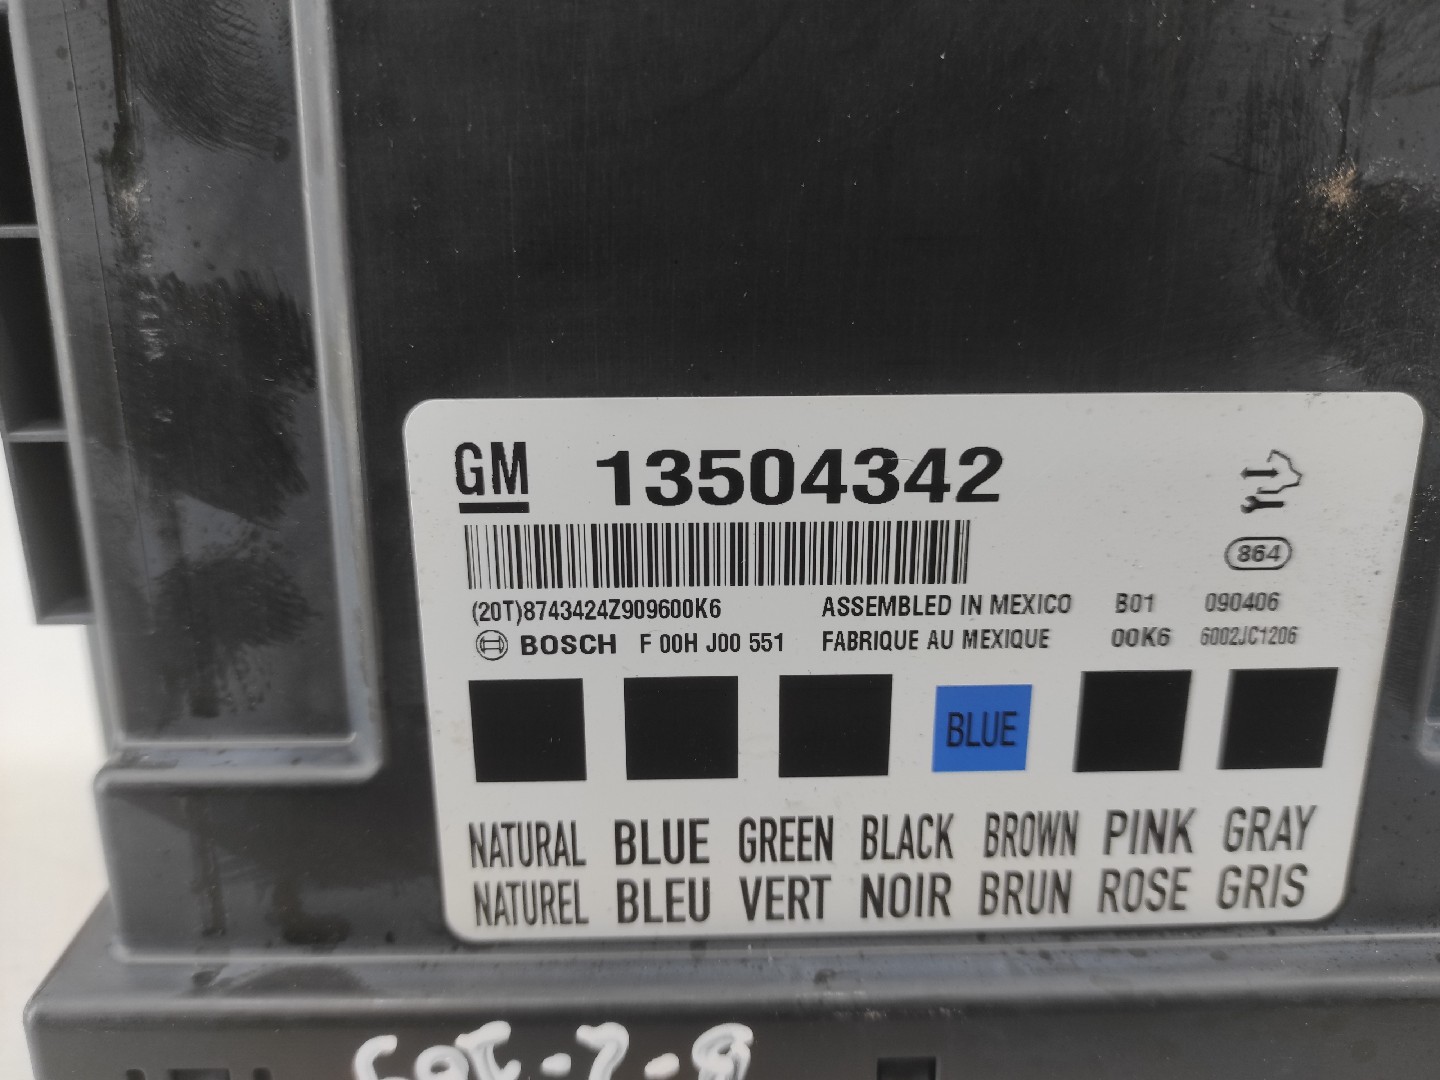 GM 13504342
864
(20T)8743424Z909600K6 ASSEMBLED IN MEXICO B01 090406
BOSCH F 00H J00 551 FABRIQUE AU MEXIQUE 00K6 6002JC1206
BLUE
NATURAL BLUE GREEN BLACK BROWN PINK GRAY
NATUREL BLEU VERT NOIR BRUN ROSE GRIS